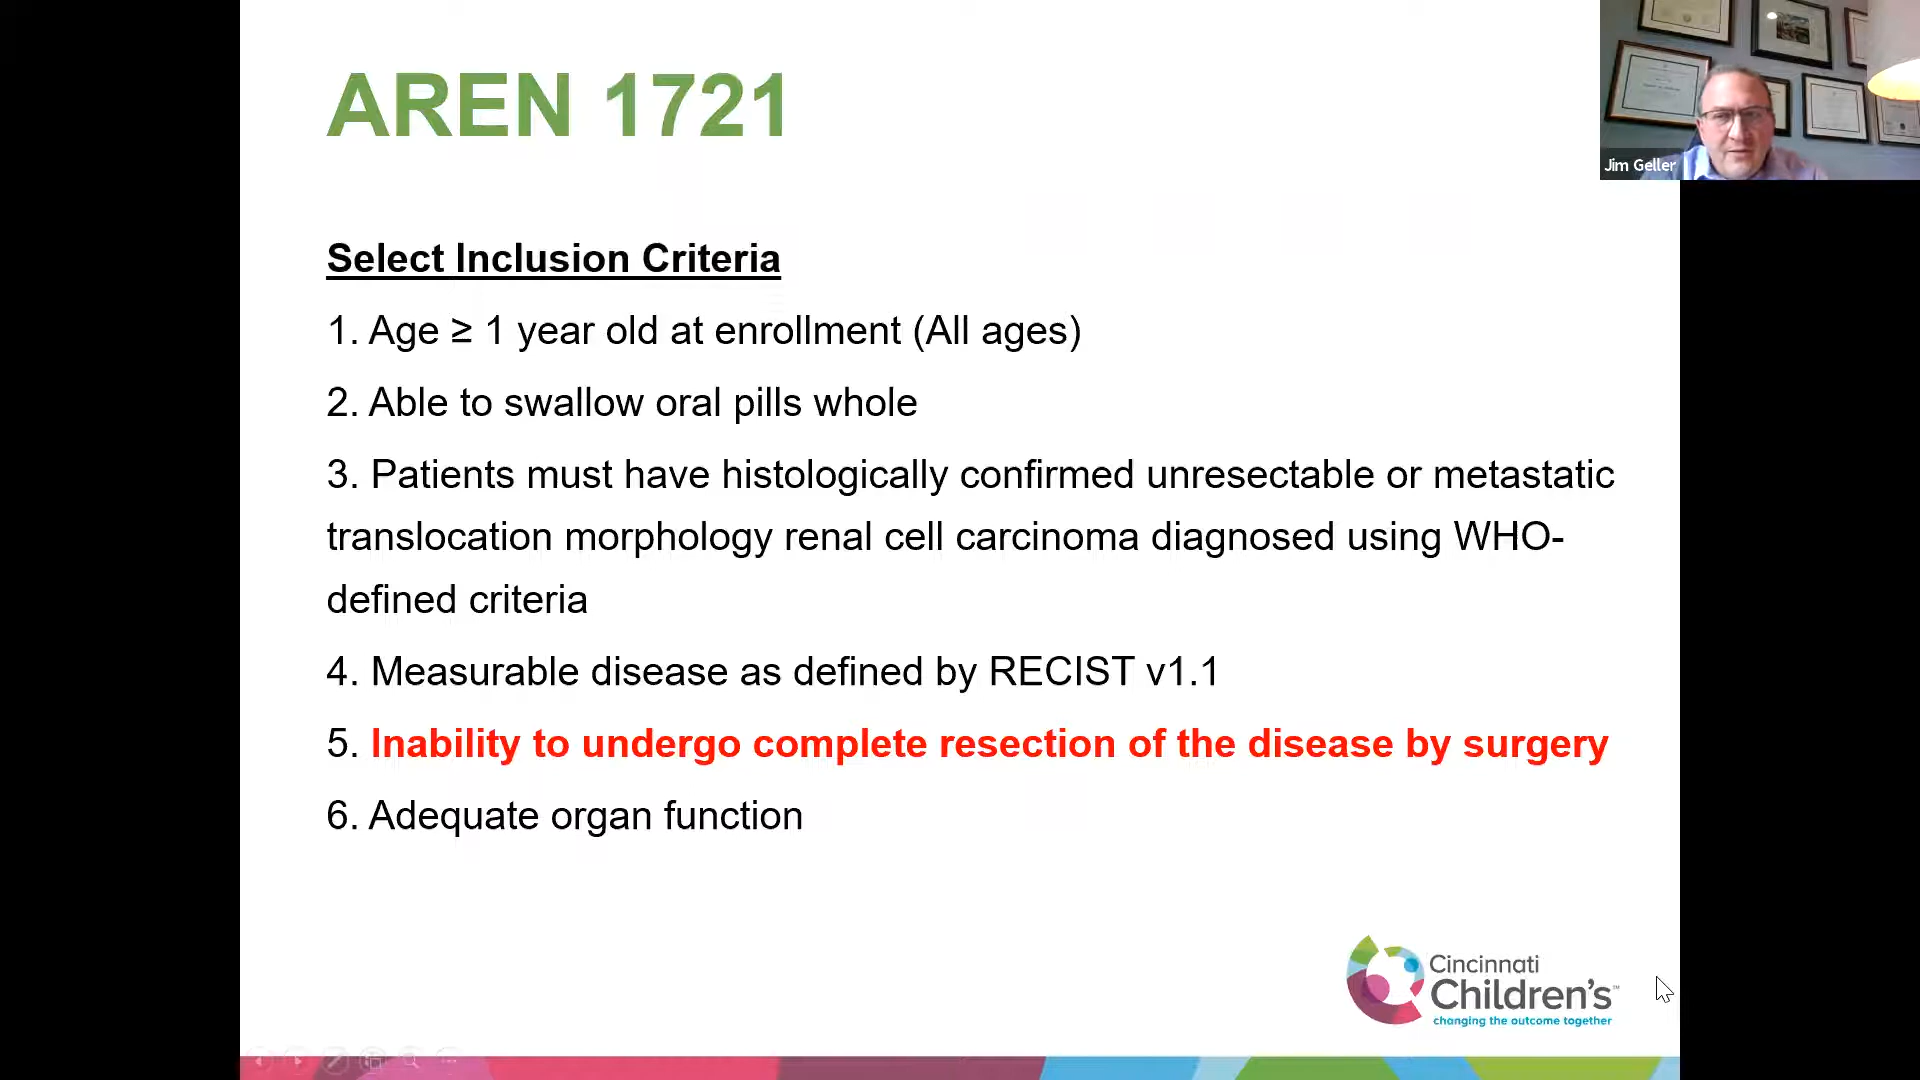 AREN 1721
Jim Geller
Select Inclusion Criteria
1. Age ≥ 1 year old at enrollment (All ages)
2. Able to swallow oral pills whole
3. Patients must have histologically confirmed unresectable or metastatic
translocation morphology renal cell carcinoma diagnosed using WHO-
defined criteria
4. Measurable disease as defined by RECIST v1.1
5. Inability to undergo complete resection of the disease by surgery
6. Adequate organ function
Cincinnati
Children's™
changing the outcome together